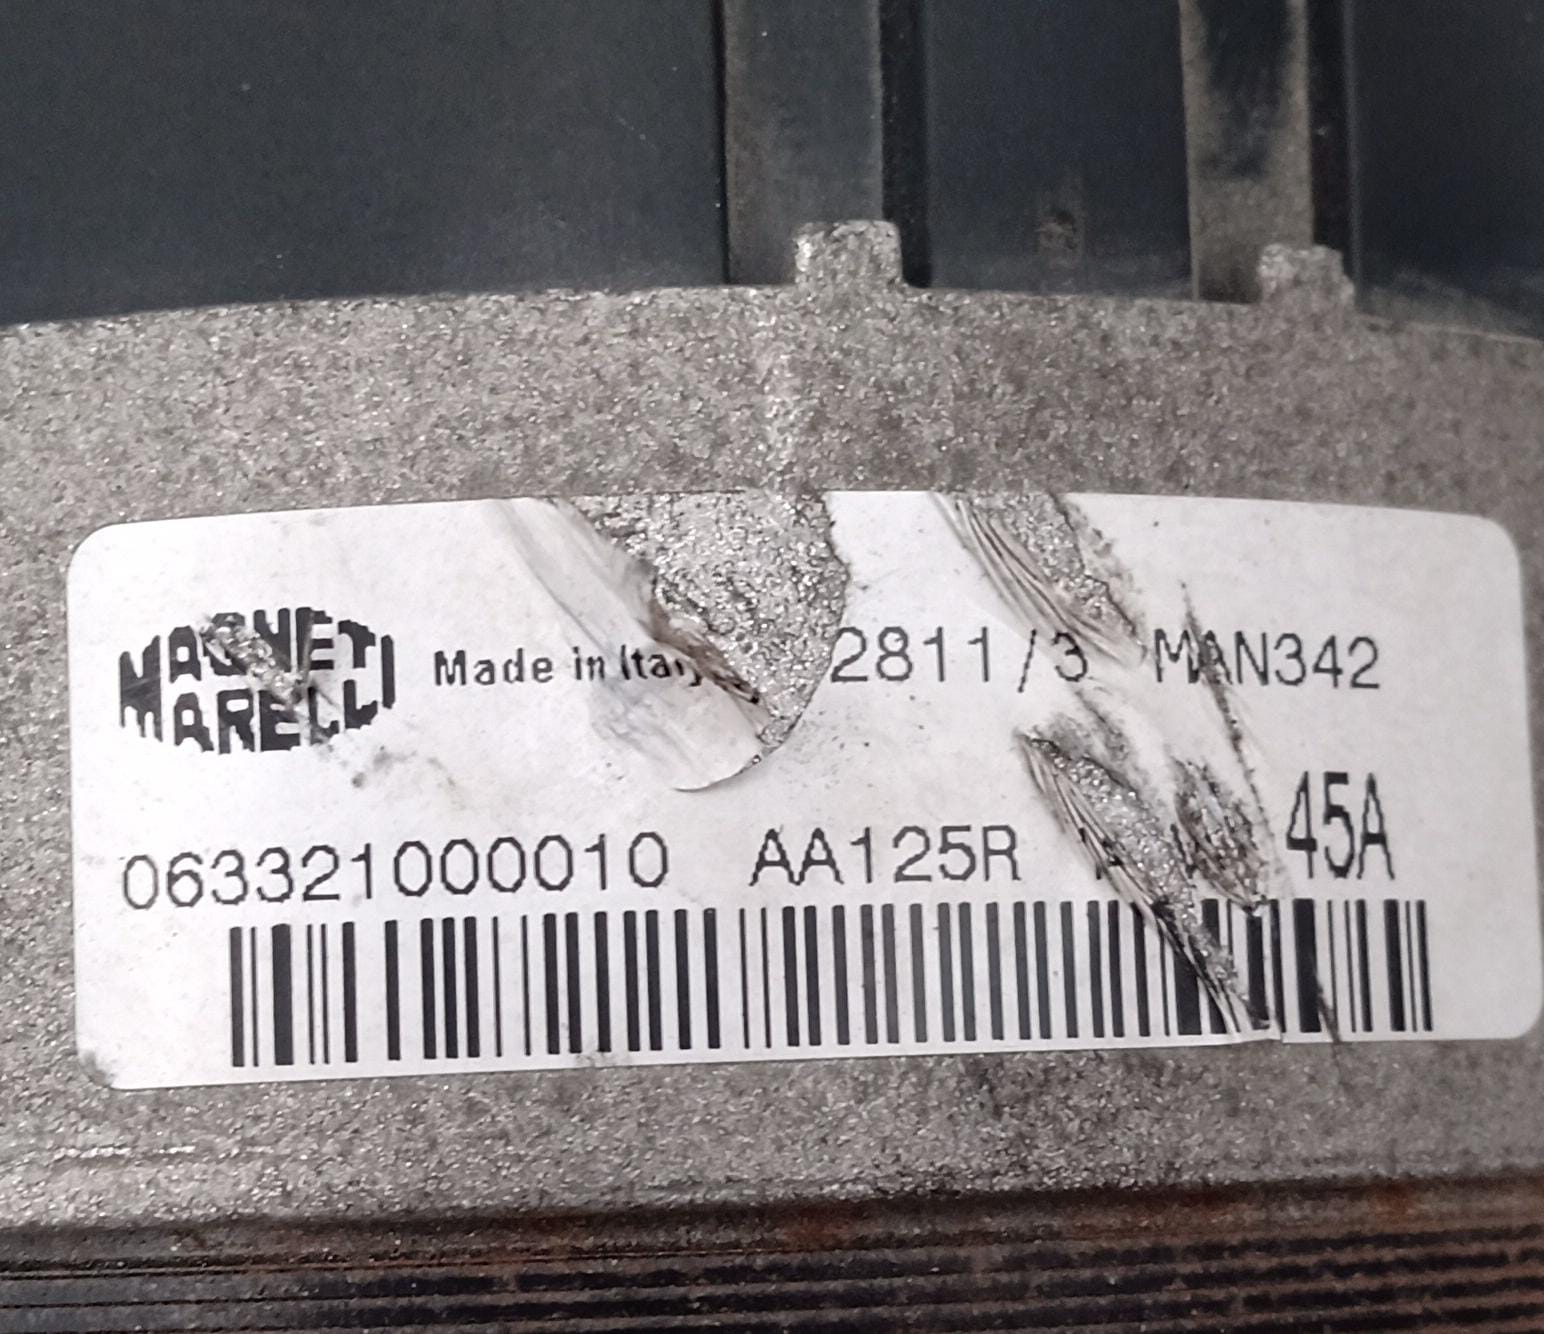 MAGNETI MARELLI Made in Italy 2811/3 MAN342
063321000010 AA125R 45A